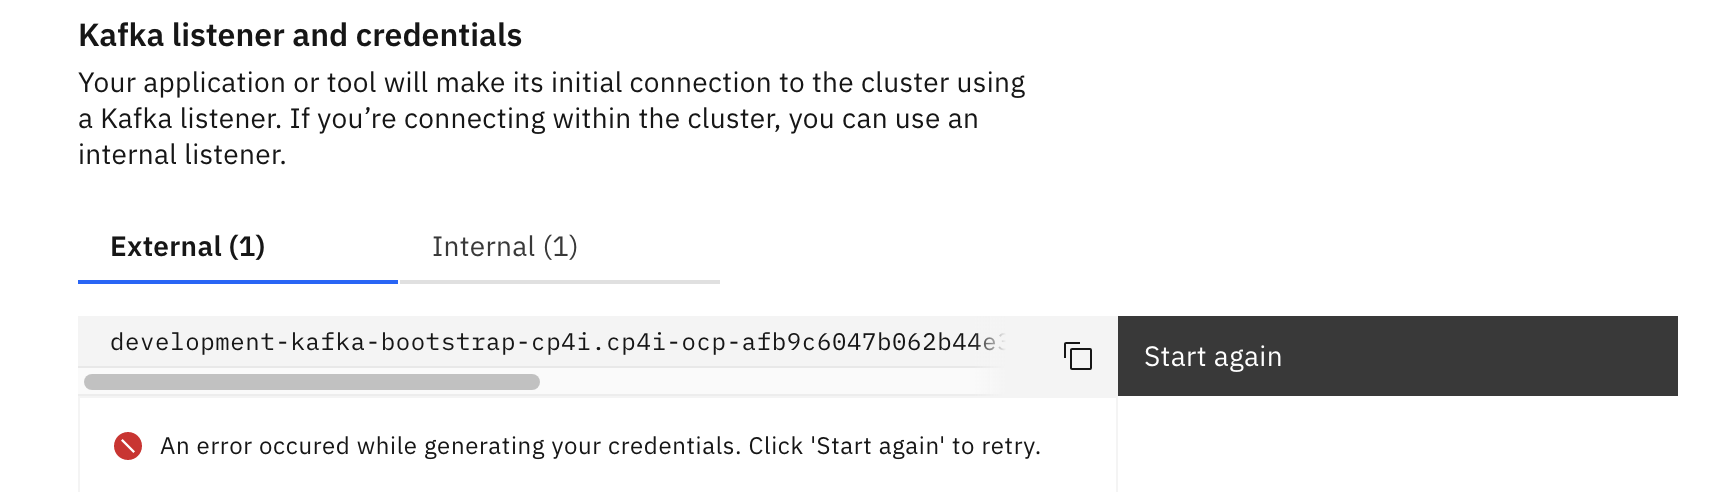 Kafka listener and credentials
Your application or tool will make its initial connection to the cluster using
a Kafka listener. If you’re connecting within the cluster, you can use an
internal listener.
External (1)
Internal (1)
development-kafka-bootstrap-cp4i.cp4i-ocp-afb9c6047b062b44e3
Start again
An error occured while generating your credentials. Click 'Start again' to retry.